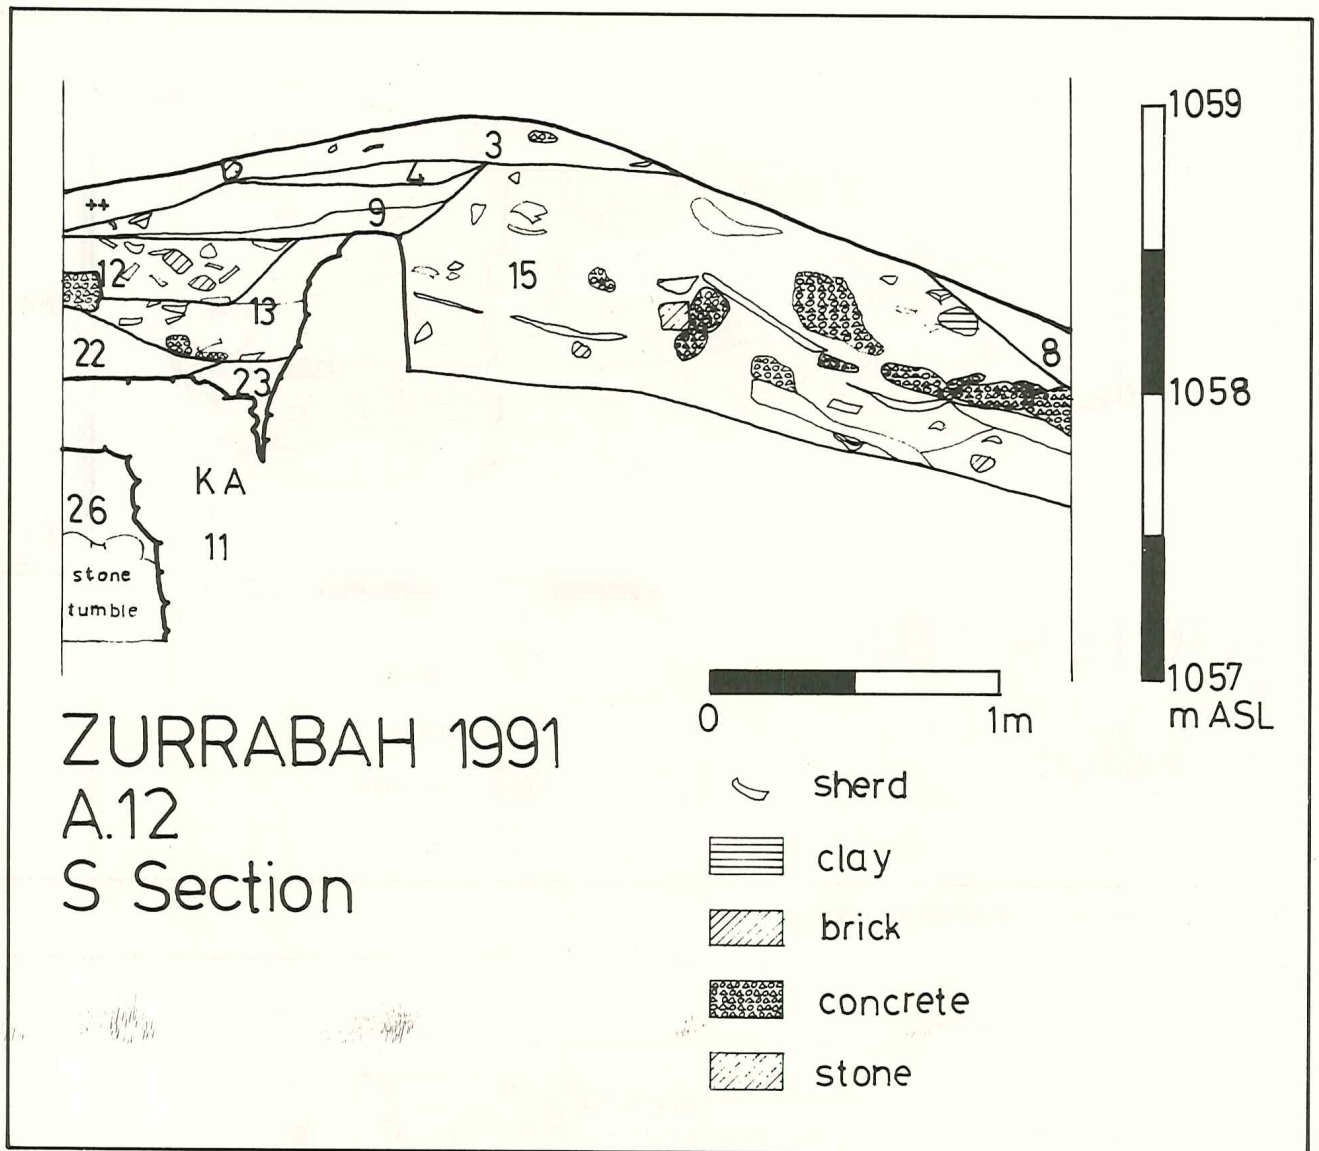 1059
3
4
++
9
12
15
13
8
22
23
1058
KA
26
11
stone
tumble
1057
m ASL
0 1m
ZURRABAH 1991
A.12
S Section
sherd
clay
brick
concrete
stone